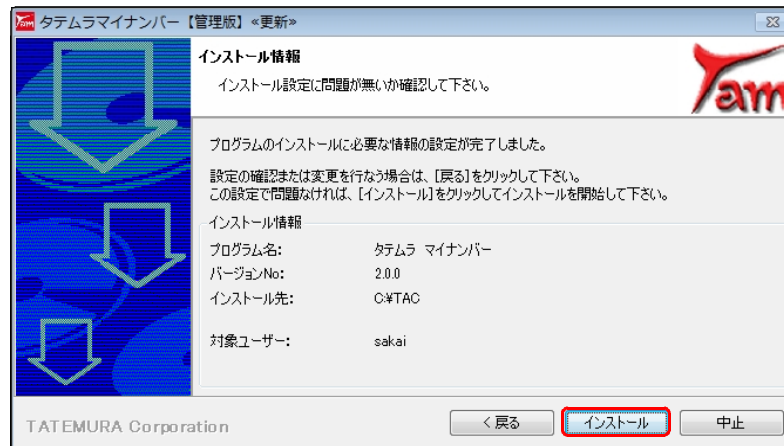 Tam タテムラマイナンバー【管理版】≪更新≫
インストール情報
インストール設定に問題が無いか確認して下さい。
Tam
プログラムのインストールに必要な情報の設定が完了しました。
設定の確認または変更を行なう場合は、[戻る]をクリックして下さい。
この設定で問題なければ、[インストール]をクリックしてインストールを開始して下さい。
インストール情報
プログラム名: タテムラ マイナンバー
バージョンNo: 2.0.0
インストール先: C:¥TAC
対象ユーザー: sakai
TATEMURA Corporation
< 戻る インストール 中止